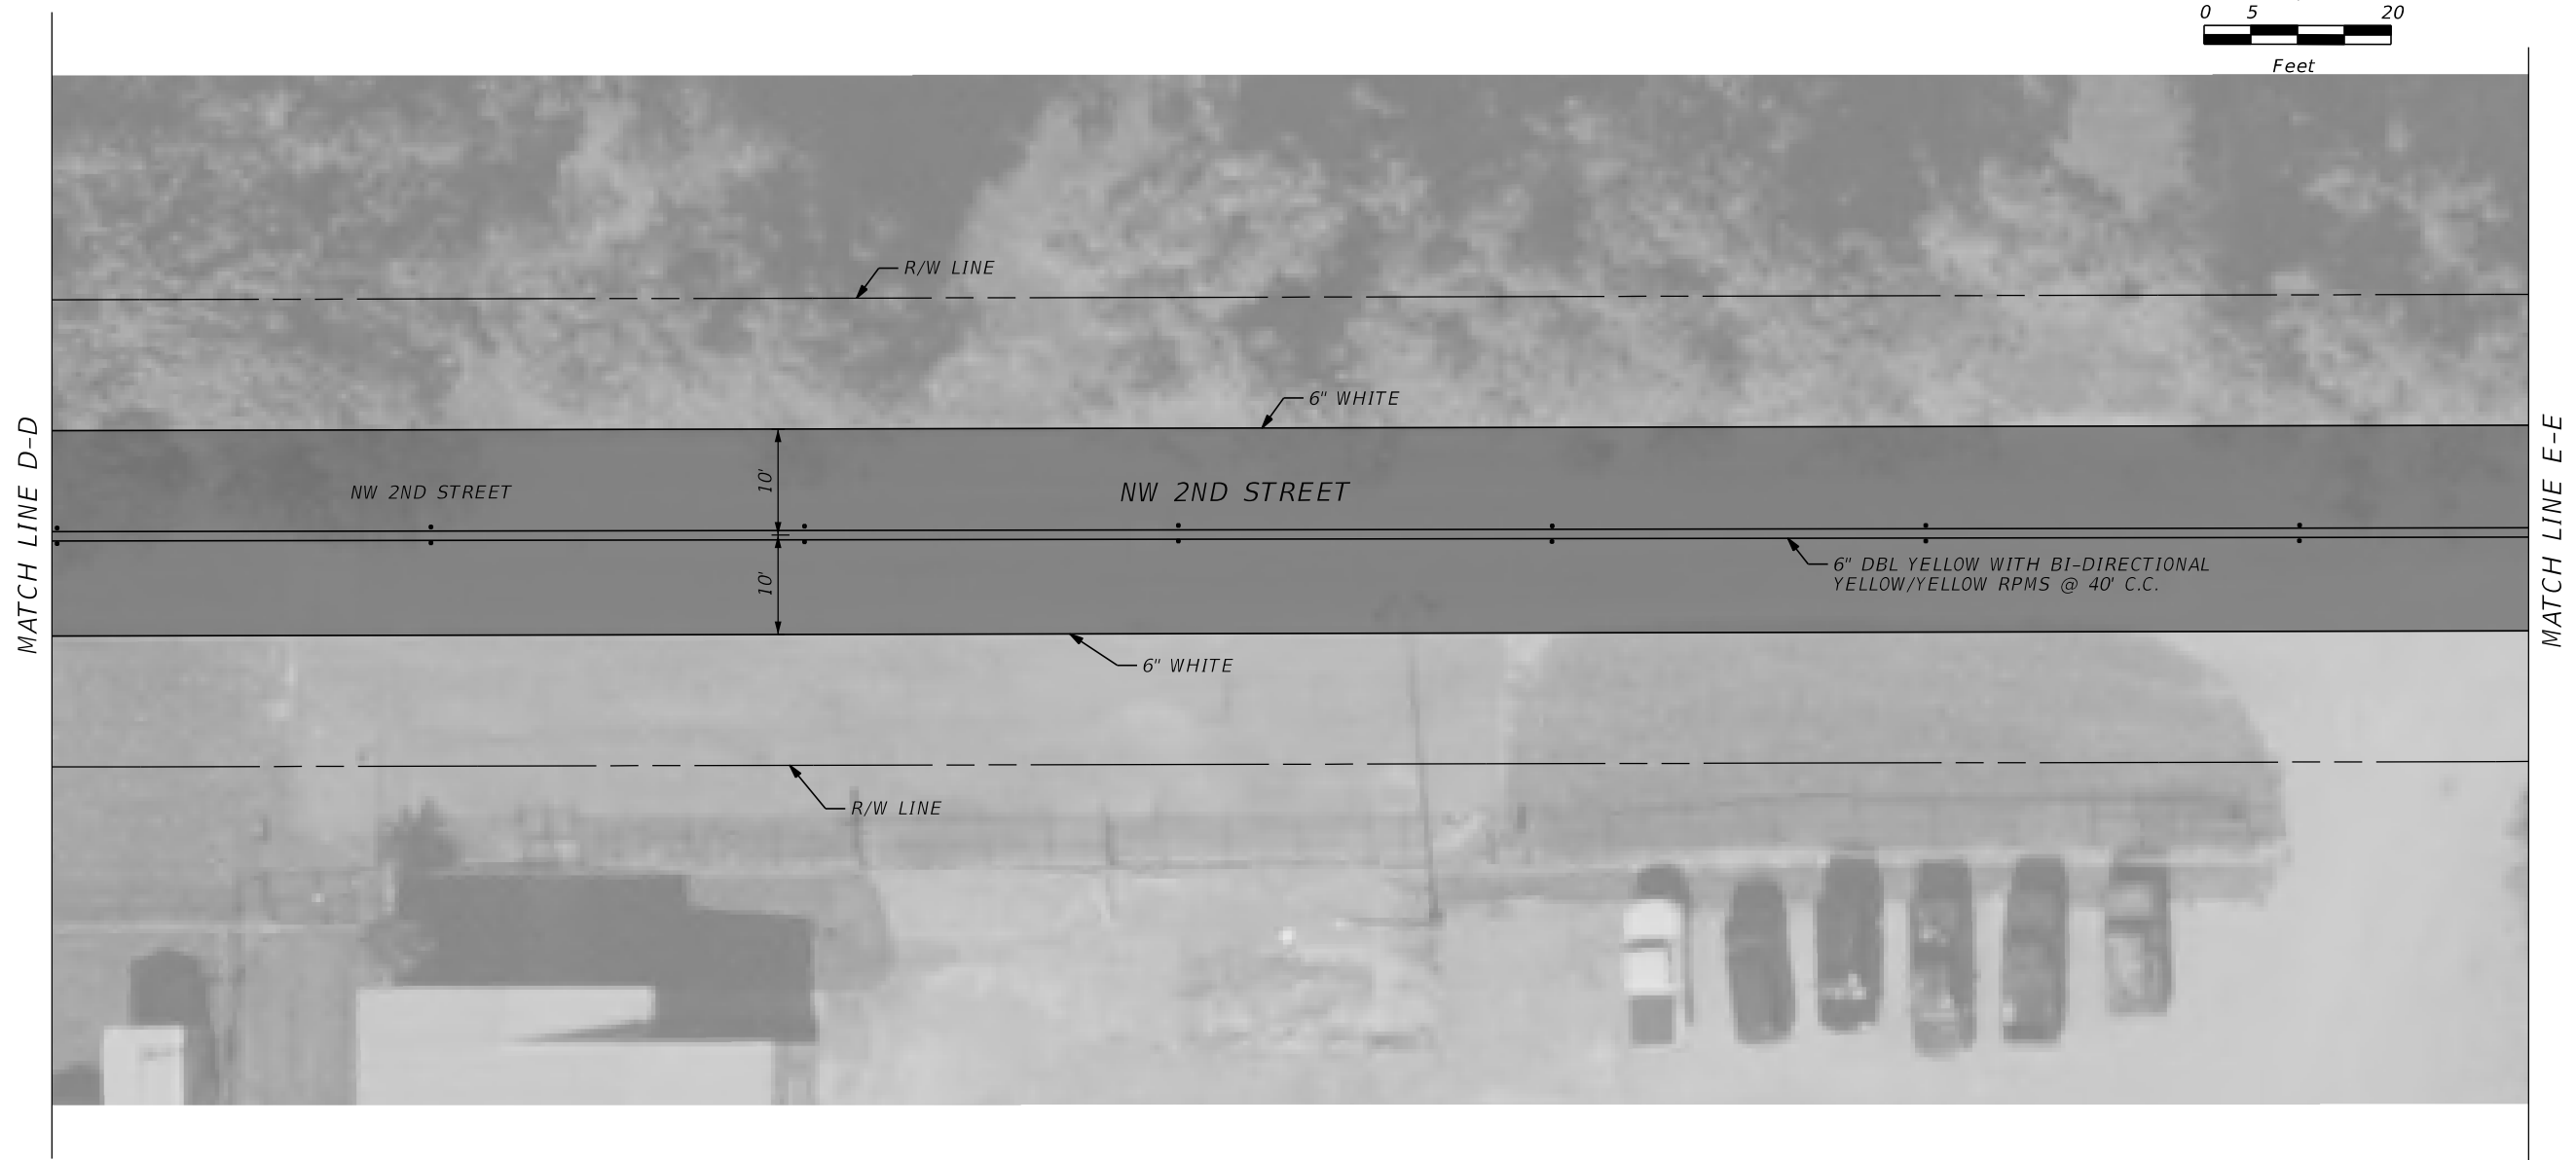 0 5 20
Feet
R/W LINE
6" WHITE
MATCH LINE D-D
MATCH LINE E-E
10'
NW 2ND STREET
NW 2ND STREET
6" DBL YELLOW WITH BI-DIRECTIONAL
YELLOW/YELLOW RPMS @ 40' C.C.
10'
6" WHITE
R/W LINE